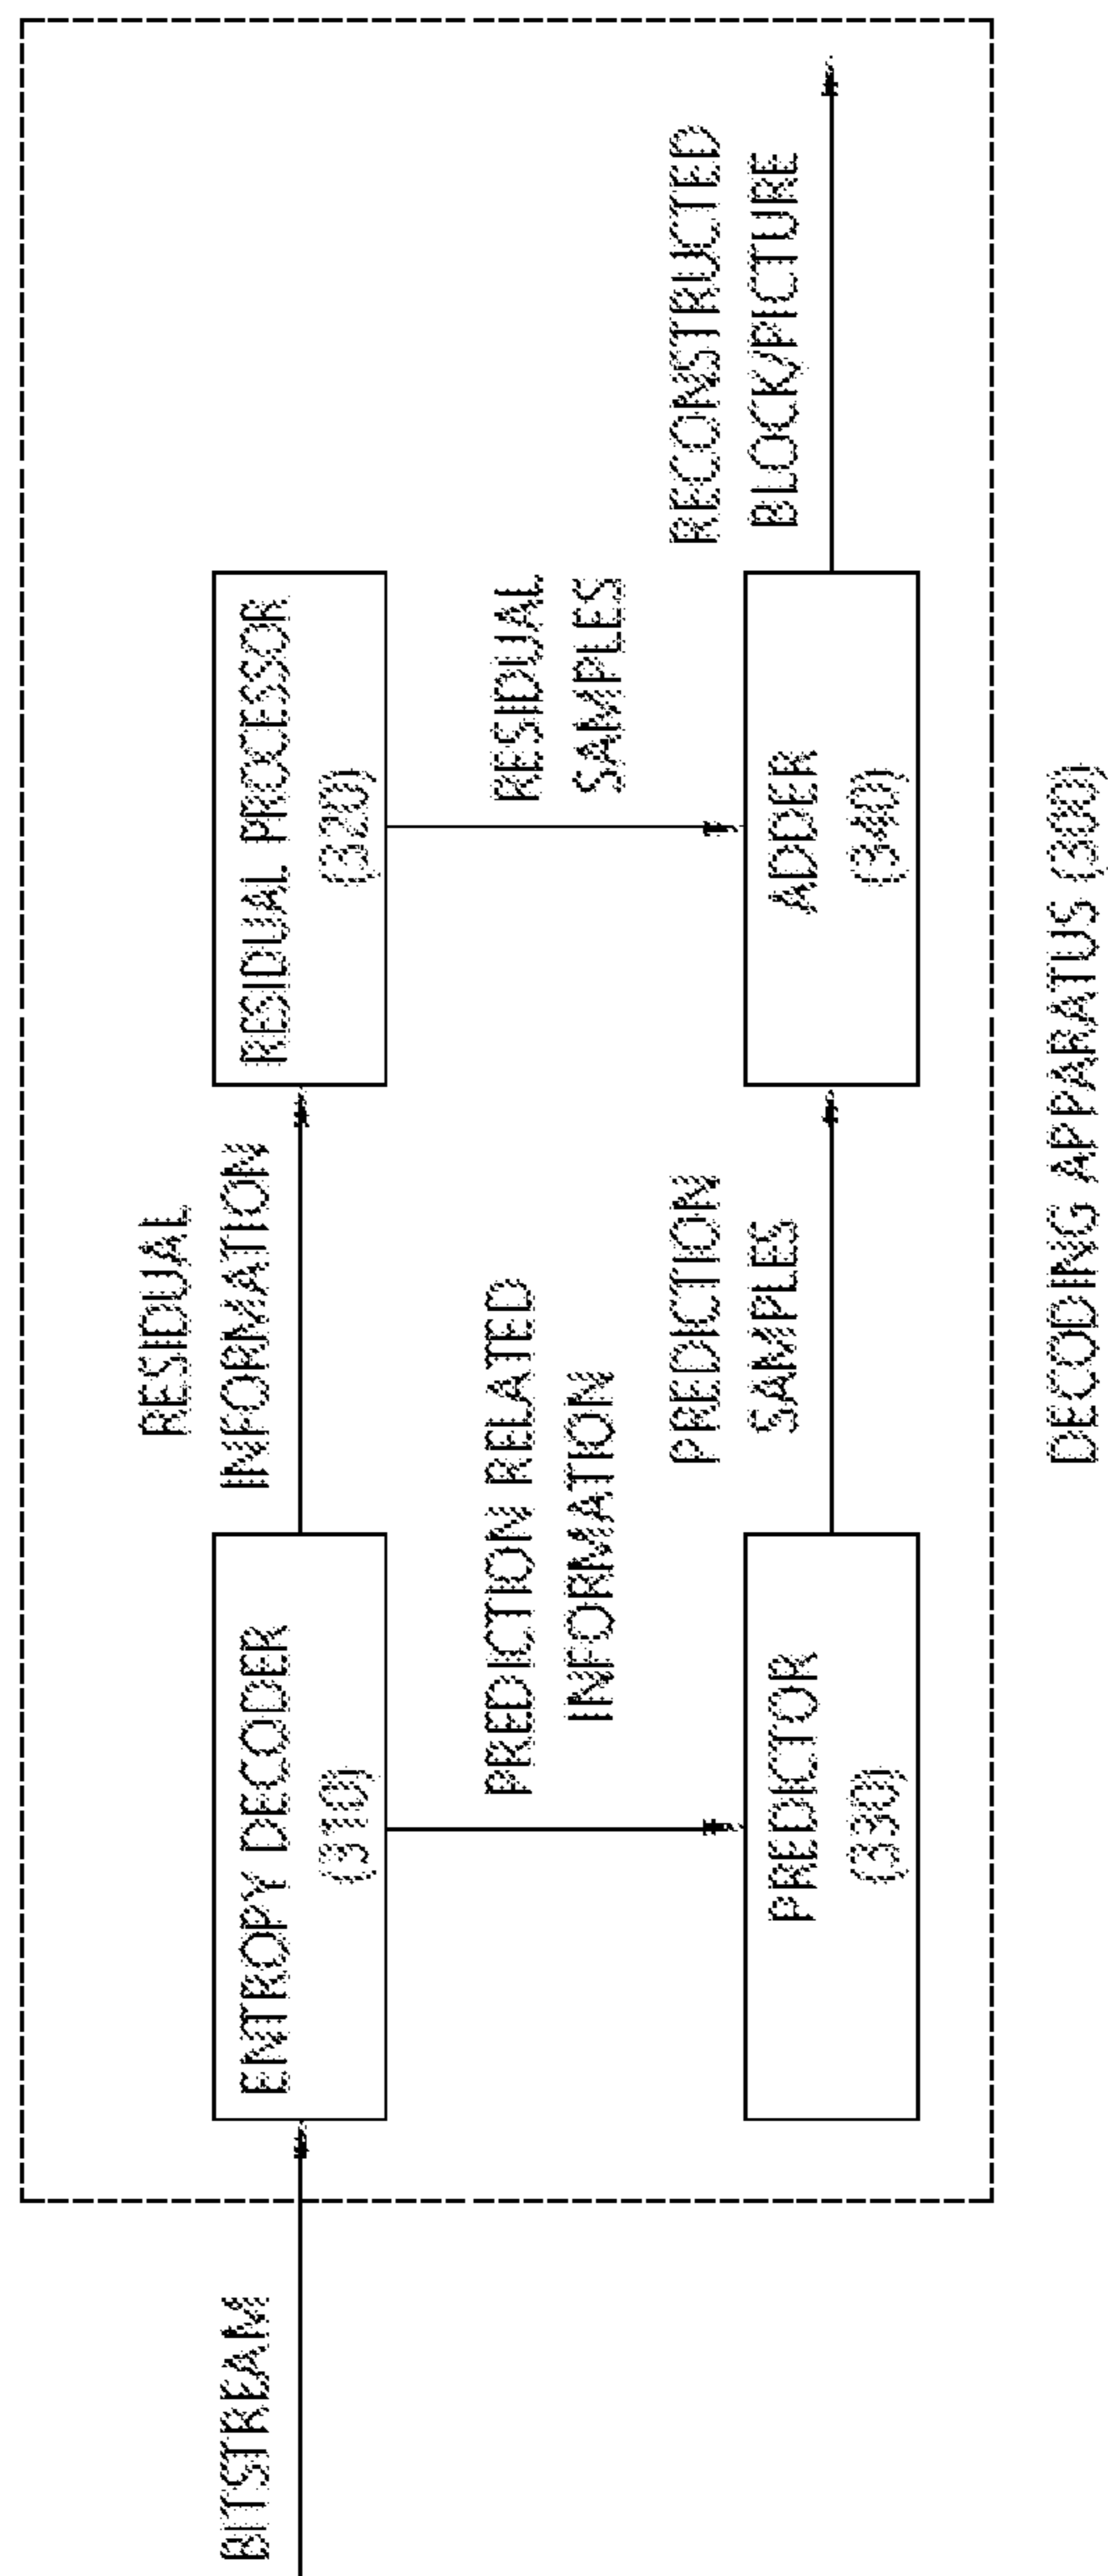 BITSTREAM
RESIDUAL
INFORMATION
ENTROPY DECODER
(310)
RESIDUAL PROCESSOR
(320)
PREDICTION RELATED
INFORMATION
RESIDUAL
SAMPLES
PREDICTION
SAMPLES
RECONSTRUCTED
BLOCK/PICTURE
PREDICTOR
(330)
ADDER
(340)
DECODING APPARATUS (300)